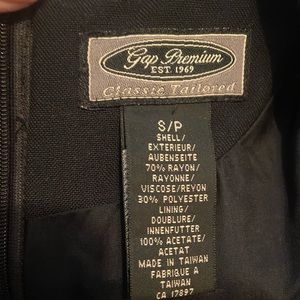 Gap Premium
EST. 1969
Classic Tailored
S/P
SHELL/
EXTERIEUR/
AUBENSEITE
70% RAYON/
RAYONNE/
VISCOSE/REYON
30% POLYESTER
LINING/
DOUBLURE/
INNENFUTTER
100% ACETATE/
ACETAT
MADE IN TAIWAN
FABRIQUE A
TAIWAN
CA 17897